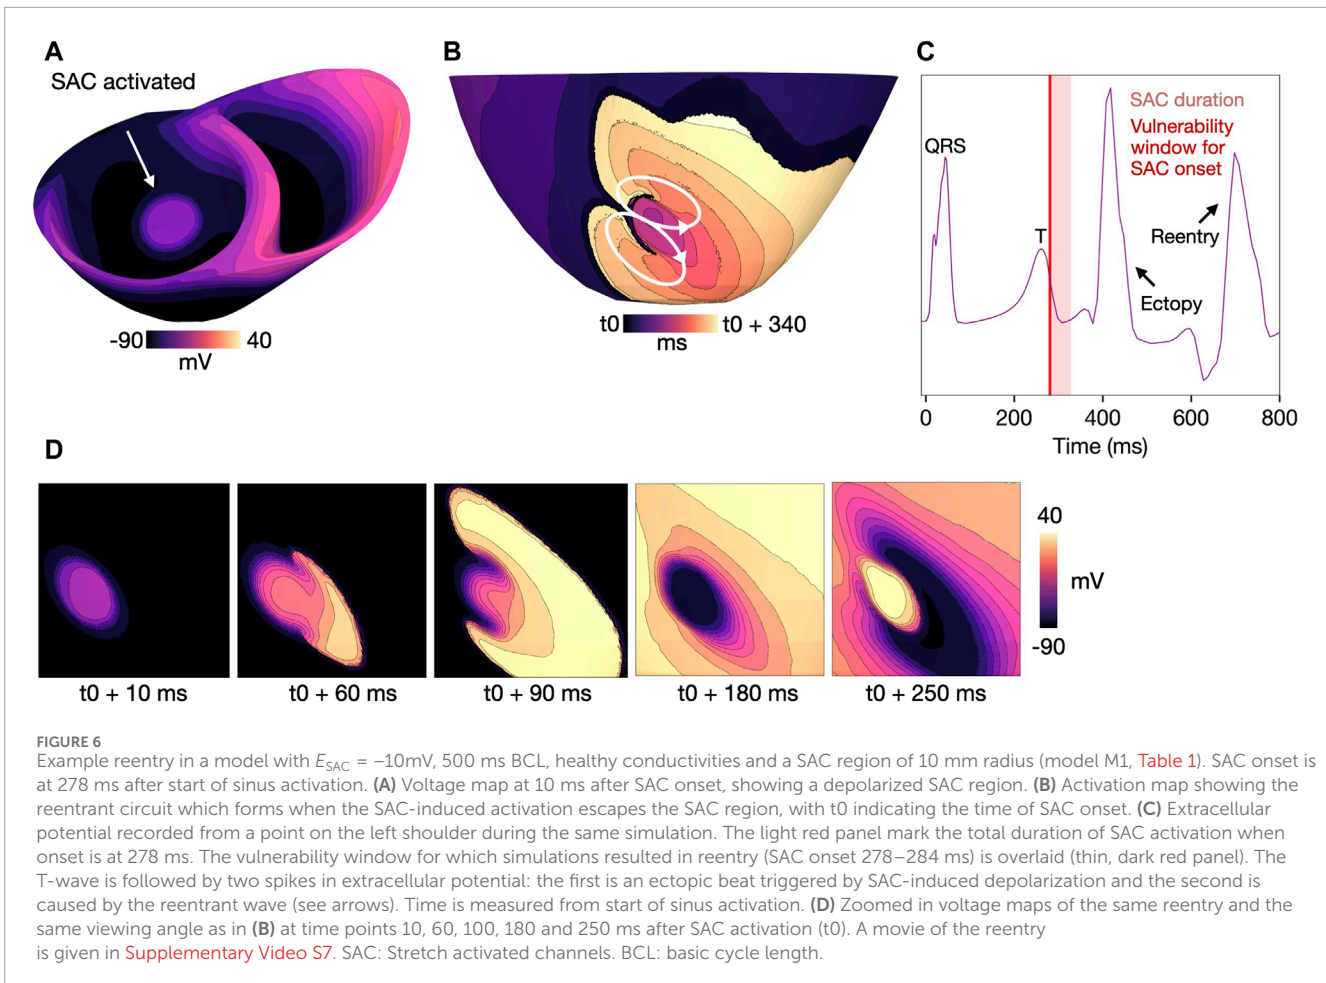 A
SAC activated
-90 40
mV
B
t0 t0 + 340
ms
C
SAC duration
Vulnerability
window for
SAC onset
QRS
T
Reentry
Ectopy
0 200 400 600 800
Time (ms)
D
t0 + 10 ms t0 + 60 ms t0 + 90 ms t0 + 180 ms t0 + 250 ms
40
mV
-90
FIGURE 6
Example reentry in a model with E_SAC = −10mV, 500 ms BCL, healthy conductivities and a SAC region of 10 mm radius (model M1, Table 1). SAC onset is
at 278 ms after start of sinus activation. (A) Voltage map at 10 ms after SAC onset, showing a depolarized SAC region. (B) Activation map showing the
reentrant circuit which forms when the SAC-induced activation escapes the SAC region, with t0 indicating the time of SAC onset. (C) Extracellular
potential recorded from a point on the left shoulder during the same simulation. The light red panel mark the total duration of SAC activation when
onset is at 278 ms. The vulnerability window for which simulations resulted in reentry (SAC onset 278–284 ms) is overlaid (thin, dark red panel). The
T-wave is followed by two spikes in extracellular potential: the first is an ectopic beat triggered by SAC-induced depolarization and the second is
caused by the reentrant wave (see arrows). Time is measured from start of sinus activation. (D) Zoomed in voltage maps of the same reentry and the
same viewing angle as in (B) at time points 10, 60, 100, 180 and 250 ms after SAC activation (t0). A movie of the reentry
is given in Supplementary Video S7. SAC: Stretch activated channels. BCL: basic cycle length.